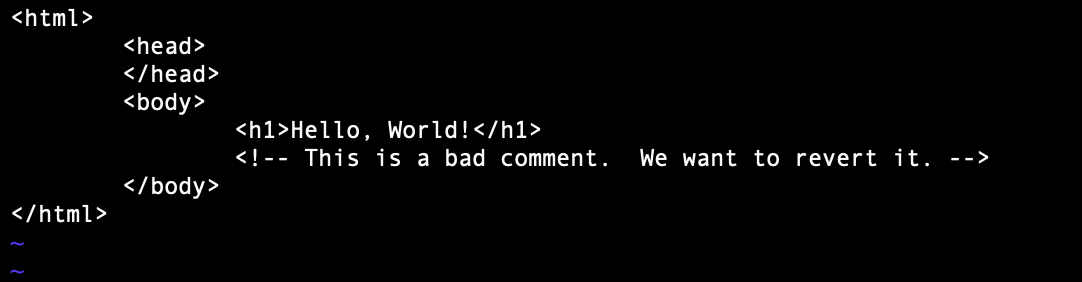 <html>
<head>
</head>
<body>
<h1>Hello, World!</h1>
<!-- This is a bad comment.  We want to revert it. -->
</body>
</html>
~
~